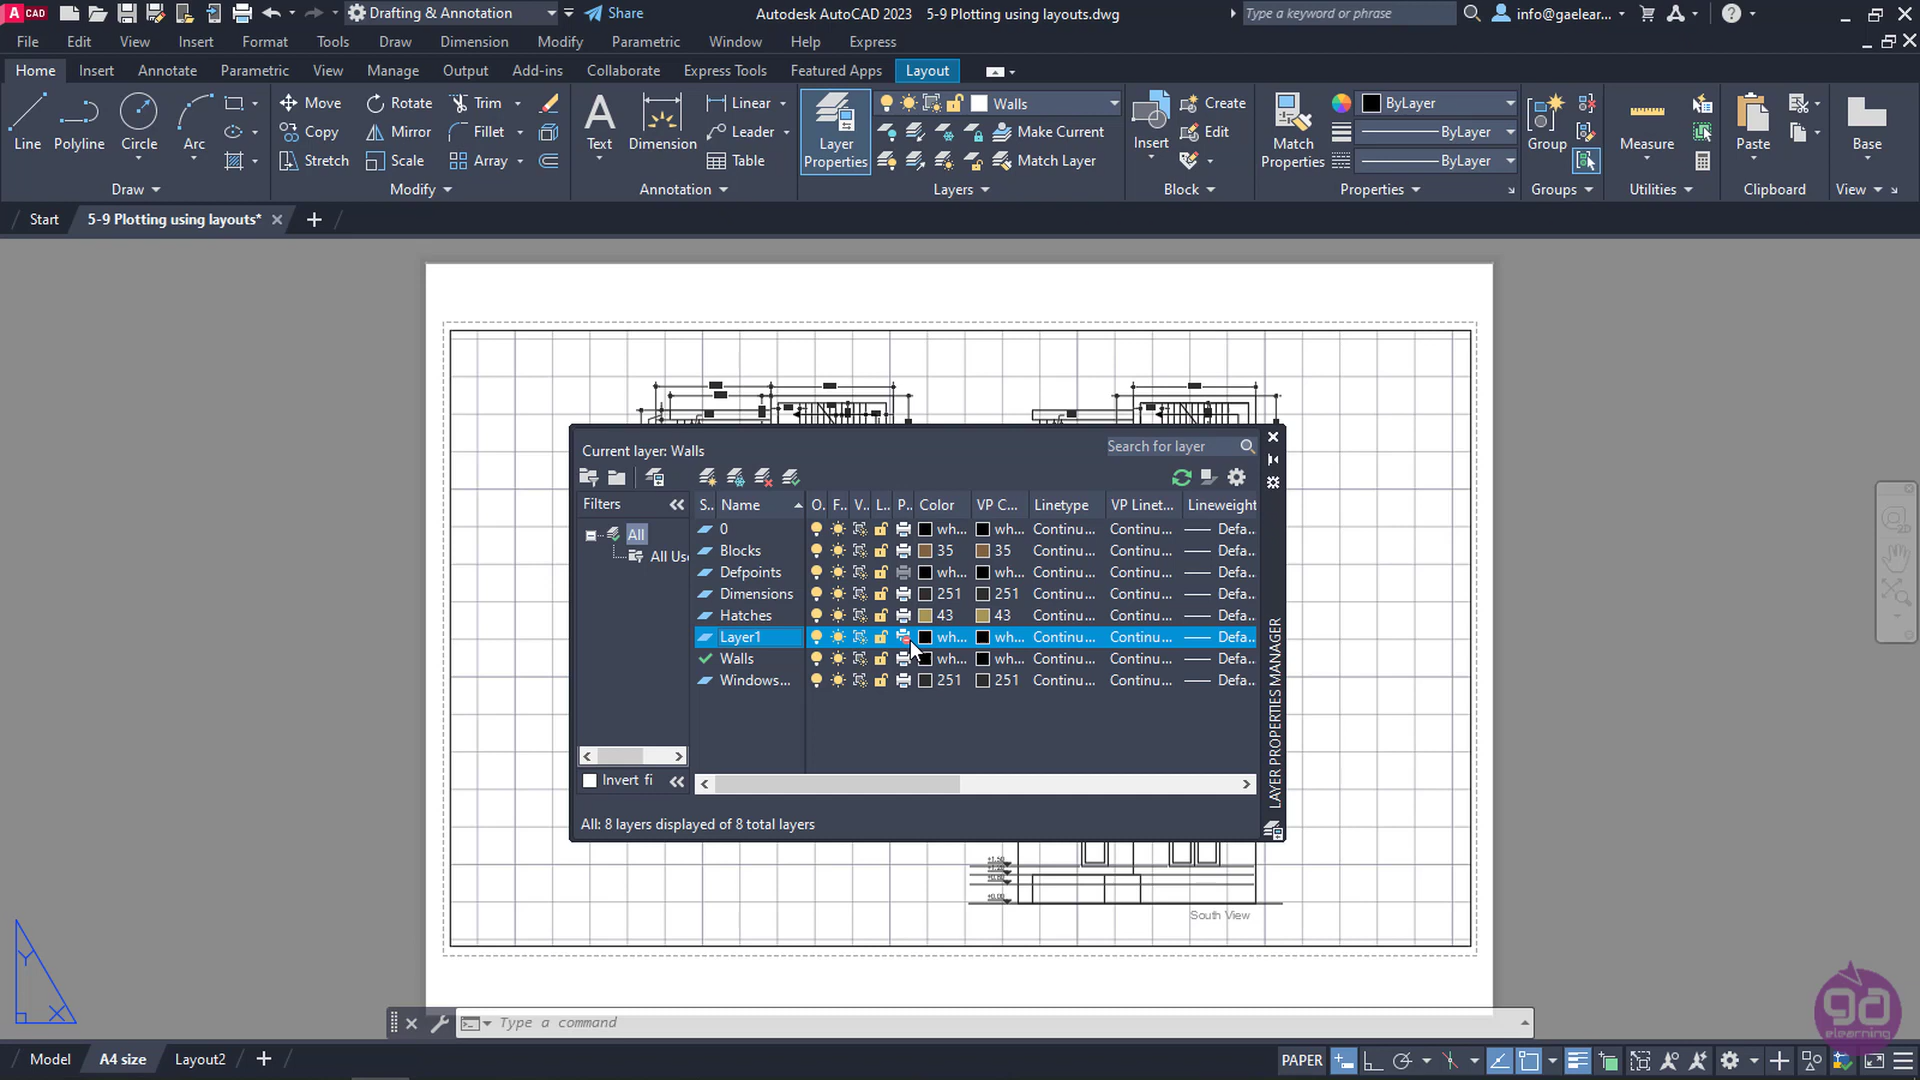 CAD
Drafting & Annotation
Share
Autodesk AutoCAD 2023 5-9 Plotting using layouts.dwg
Type a keyword or phrase
info@gaelear...
File Edit View Insert Format Tools Draw Dimension Modify Parametric Window Help Express
Home Insert Annotate Parametric View Manage Output Add-ins Collaborate Express Tools Featured Apps Layout
Move Rotate Trim Linear Walls Create ByLayer
Copy Mirror Fillet Leader Make Current Edit ByLayer
Stretch Scale Array Table Match Layer ByLayer
Line Polyline Circle Arc Text Dimension Layer Properties Insert Match Properties Group Measure Paste Base
Draw Modify Annotation Layers Block Properties Groups Utilities Clipboard View
Start 5-9 Plotting using layouts*
Current layer: Walls
Search for layer
Filters
All
All Use
Invert fi
S.. Name O. F.. V.. L.. P.. Color VP C... Linetype VP Linet... Lineweight
0 wh... wh... Continu... Continu... Defa...
Blocks 35 35 Continu... Continu... Defa...
Defpoints wh... wh... Continu... Continu... Defa...
Dimensions 251 251 Continu... Continu... Defa...
Hatches 43 43 Continu... Continu... Defa...
Layer1 wh... wh... Continu... Continu... Defa...
Walls wh... wh... Continu... Continu... Defa...
Windows... 251 251 Continu... Continu... Defa...
All: 8 layers displayed of 8 total layers
LAYER PROPERTIES MANAGER
+1.50
±0.00
South View
Y
X
Type a command
ga
elearning
Model A4 size Layout2
PAPER